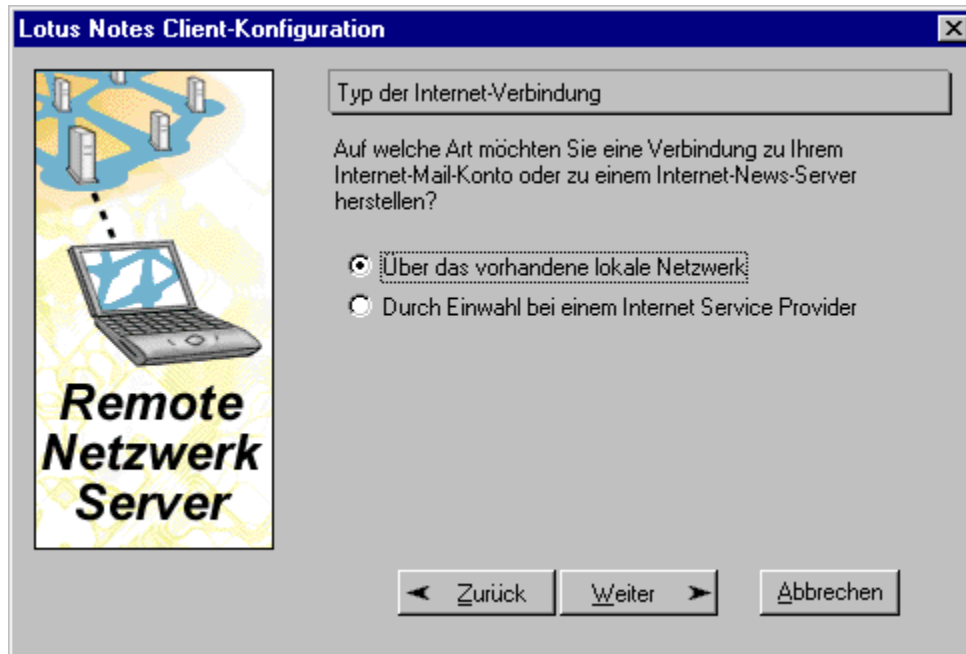 Lotus Notes Client-Konfiguration
Typ der Internet-Verbindung
Auf welche Art möchten Sie eine Verbindung zu Ihrem
Internet-Mail-Konto oder zu einem Internet-News-Server
herstellen?
Über das vorhandene lokale Netzwerk
Durch Einwahl bei einem Internet Service Provider
Remote
Netzwerk
Server
Zurück
Weiter
Abbrechen